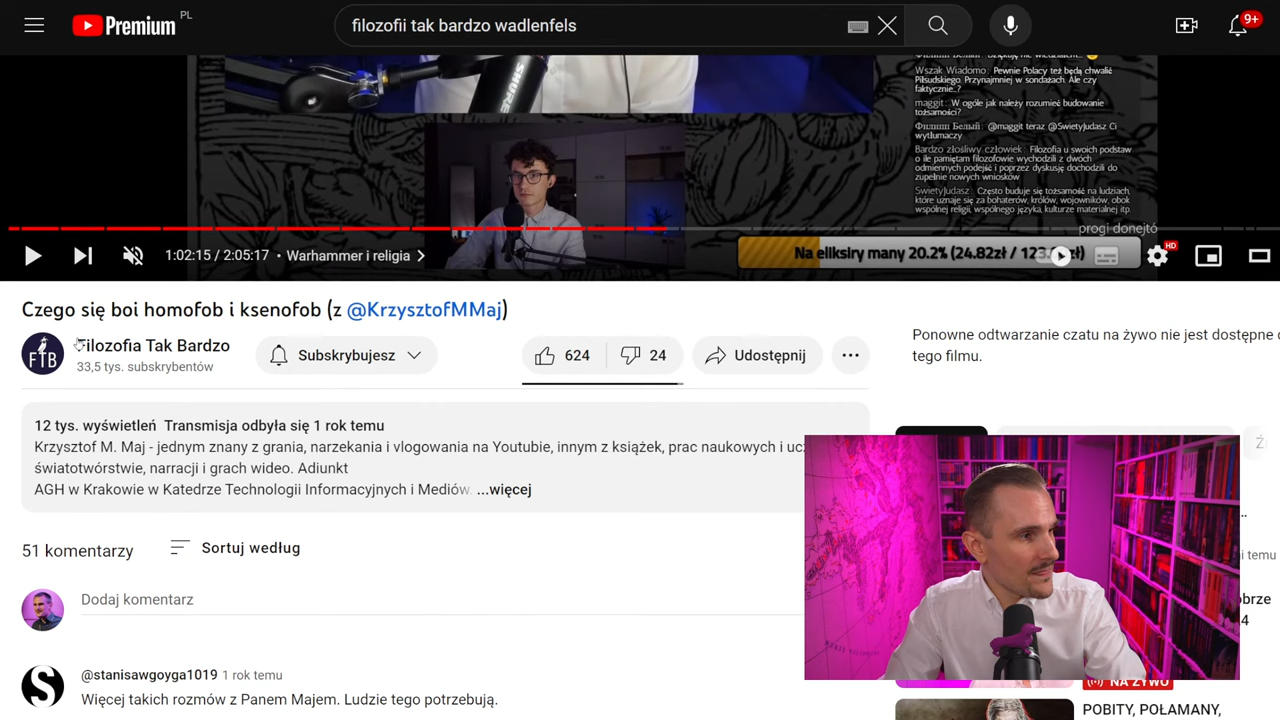 Premium PL
filozofii tak bardzo wadlenfels
9+
SHURE
Wszak Wiadomo: Pewnie Polacy też będą chwalić
Piłsudskiego. Przynajmniej w sondażach. Ale czy
faktycznie..?
maggit: W ogóle jak należy rozumieć budowanie
tożsamości?
Филипп Белый: @maggit teraz @SwietyJudasz Ci
wytłumaczy
Bardzo złośliwy człowiek: Filozofia u swoich podstaw
o ile pamiętam filozofowie wychodzili z dwóch
odmiennych podejść i poprzez dyskusję dochodzili do
zupełnie nowych wniosków
SwietyJudasz: Często buduje się tożsamość na ludziach,
które uznaje się za bohaterów, królów, wojowników, obok
wspólnej religii, wspólnego języka, kulturze materialnej itp.
progi donejtó
1:02:15 / 2:05:17 • Warhammer i religia
Na eliksiry many 20.2% (24.82zł / 123
zł)
HD
Czego się boi homofob i ksenofob (z @KrzysztofMMaj)
FTB
Filozofia Tak Bardzo
33,5 tys. subskrybentów
Subskrybujesz
624
24
Udostępnij
Ponowne odtwarzanie czatu na żywo nie jest dostępne
tego filmu.
12 tys. wyświetleń Transmisja odbyła się 1 rok temu
Krzysztof M. Maj - jednym znany z grania, narzekania i vlogowania na Youtubie, innym z książek, prac naukowych i ucz
światotwórstwie, narracji i grach wideo. Adiunkt
AGH w Krakowie w Katedrze Technologii Informacyjnych i Mediów. ...więcej
51 komentarzy
Sortuj według
Dodaj komentarz
@stanisawgoyga1019 1 rok temu
Więcej takich rozmów z Panem Majem. Ludzie tego potrzebują.
i temu
obrze
4
NA ŻYWO
POBITY, POŁAMANY,